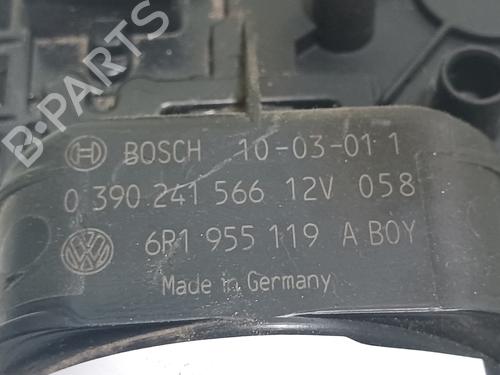 B-PARTS
BOSCH 10-03-01 1
0 390 241 566 12V 058
6R1 955 119 A BOY
Made in Germany